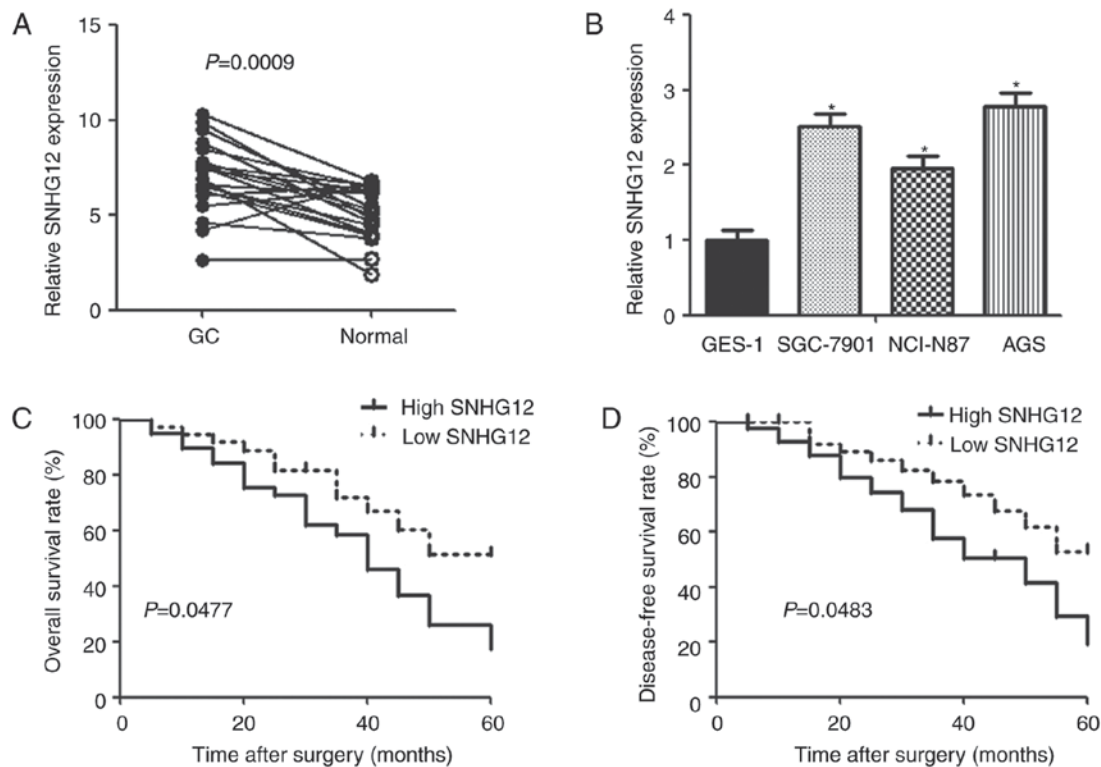 A
Relative SNHG12 expression
15
10
5
0
P=0.0009
GC
Normal
B
Relative SNHG12 expression
4
3
2
1
0
*
*
*
GES-1
SGC-7901
NCI-N87
AGS
C
Overall survival rate (%)
100
80
60
40
20
0
High SNHG12
Low SNHG12
P=0.0477
0
20
40
60
Time after surgery (months)
D
Disease-free survival rate (%)
100
80
60
40
20
0
High SNHG12
Low SNHG12
P=0.0483
0
20
40
60
Time after surgery (months)